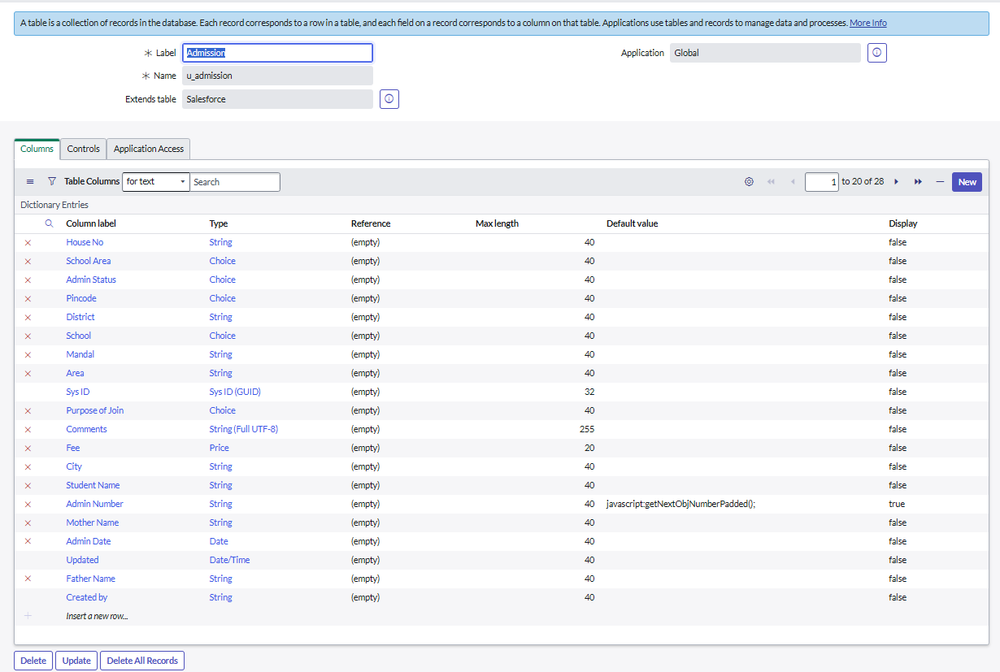 A table is a collection of records in the database. Each record corresponds to a row in a table, and each field on a record corresponds to a column on that table. Applications use tables and records to manage data and processes. More Info
Label Admission Application Global
Name u_admission
Extends table Salesforce
Columns Controls Application Access
Table Columns for text Search 1 to 20 of 28 New
Dictionary Entries
Column label Type Reference Max length Default value Display
House No String (empty) 40 false
School Area Choice (empty) 40 false
Admin Status Choice (empty) 40 false
Pincode Choice (empty) 40 false
District String (empty) 40 false
School Choice (empty) 40 false
Mandal String (empty) 40 false
Area String (empty) 40 false
Sys ID Sys ID (GUID) (empty) 32 false
Purpose of Join Choice (empty) 40 false
Comments String (Full UTF-8) (empty) 255 false
Fee Price (empty) 20 false
City String (empty) 40 false
Student Name String (empty) 40 false
Admin Number String (empty) 40 javascript:getNextObjNumberPadded(); true
Mother Name String (empty) 40 false
Admin Date Date (empty) 40 false
Updated Date/Time (empty) 40 false
Father Name String (empty) 40 false
Created by String (empty) 40 false
Insert a new row...
Delete Update Delete All Records